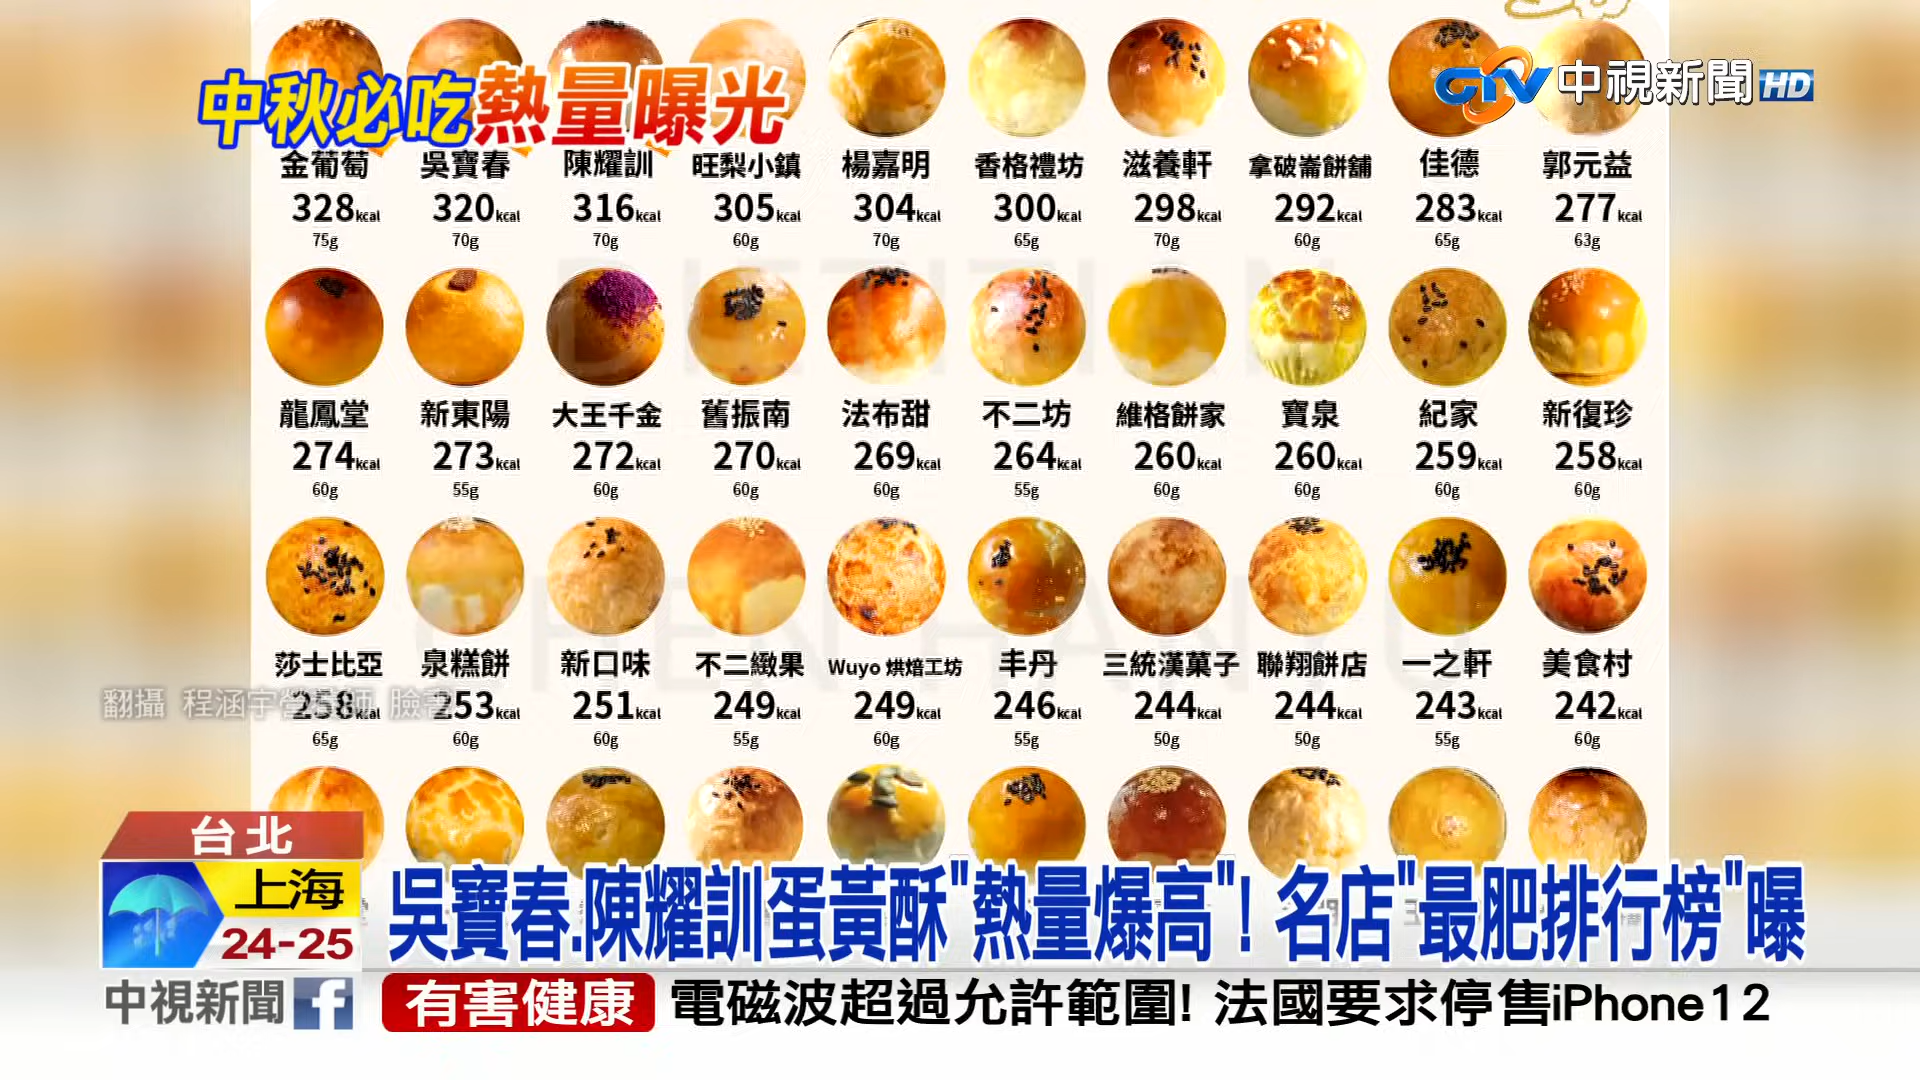 中秋必吃熱量曝光
CTV中視新聞HD
金葡萄 吳寶春 陳耀訓 旺梨小鎮 楊嘉明 香格禮坊 滋養軒 拿破崙餅舖 佳德 郭元益
328kcal 320kcal 316kcal 305kcal 304kcal 300kcal 298kcal 292kcal 283kcal 277kcal
75g 70g 70g 60g 70g 65g 70g 60g 65g 63g
龍鳳堂 新東陽 大王千金 舊振南 法布甜 不二坊 維格餅家 寶泉 紀家 新復珍
274kcal 273kcal 272kcal 270kcal 269kcal 264kcal 260kcal 260kcal 259kcal 258kcal
60g 55g 60g 60g 60g 55g 60g 60g 60g 60g
莎士比亞 泉糕餅 新口味 不二緻果 Wuyo 烘焙工坊 丰丹 三統漢菓子 聯翔餅店 一之軒 美食村
258kcal 253kcal 251kcal 249kcal 249kcal 246kcal 244kcal 244kcal 243kcal 242kcal
65g 60g 60g 55g 60g 55g 50g 50g 55g 60g
翻攝 程涵宇營養師 臉書
台北
上海
24-25
吳寶春.陳耀訓蛋黃酥"熱量爆高"! 名店"最肥排行榜"曝
中視新聞 f
有害健康 電磁波超過允許範圍! 法國要求停售iPhone12